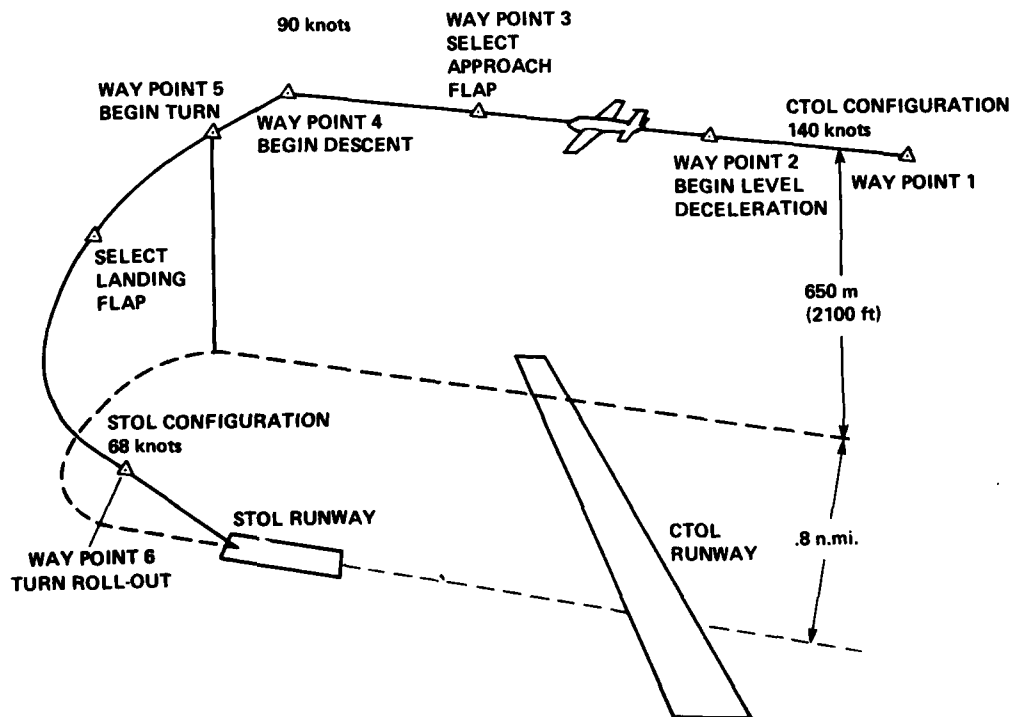 90 knots
WAY POINT 3
SELECT
APPROACH
FLAP
WAY POINT 5
BEGIN TURN
WAY POINT 4
BEGIN DESCENT
CTOL CONFIGURATION
140 knots
WAY POINT 2
BEGIN LEVEL
DECELERATION
WAY POINT 1
SELECT
LANDING
FLAP
650 m
(2100 ft)
STOL CONFIGURATION
68 knots
STOL RUNWAY
CTOL
RUNWAY
.8 n.mi.
WAY POINT 6
TURN ROLL-OUT